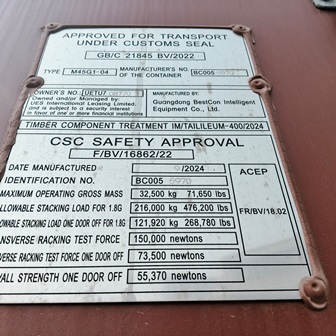 APPROVED FOR TRANSPORT
UNDER CUSTOMS SEAL
GB/C 21845 BV/2022
TYPE M45G1-04 MANUFACTURER'S NO. OF THE CONTAINER BC005
OWNER'S NO. UETU7
Owned and/or Managed by:
UES International Leasing Limited,
and is subject to the security interest
in favor of one or more financial institutions
MANUFACTURED BY:
Guangdong BestCon Intelligent
Equipment Co., Ltd.
TIMBER COMPONENT TREATMENT IM/TAILILEUM-400/2024
CSC SAFETY APPROVAL
F/BV/16862/22
DATE MANUFACTURED 9/2024
IDENTIFICATION NO. BC005
MAXIMUM OPERATING GROSS MASS 32,500 kg 71,650 lbs
ALLOWABLE STACKING LOAD FOR 1.8G 216,000 kg 476,200 lbs
LOWABLE STACKING LOAD ONE DOOR OFF FOR 1.8G 121,920 kg 268,780 lbs
ANSVERSE RACKING TEST FORCE 150,000 newtons
VERSE RACKING TEST FORCE ONE DOOR OFF 73,500 newtons
WALL STRENGTH ONE DOOR OFF 55,370 newtons
ACEP
FR/BV/18,02